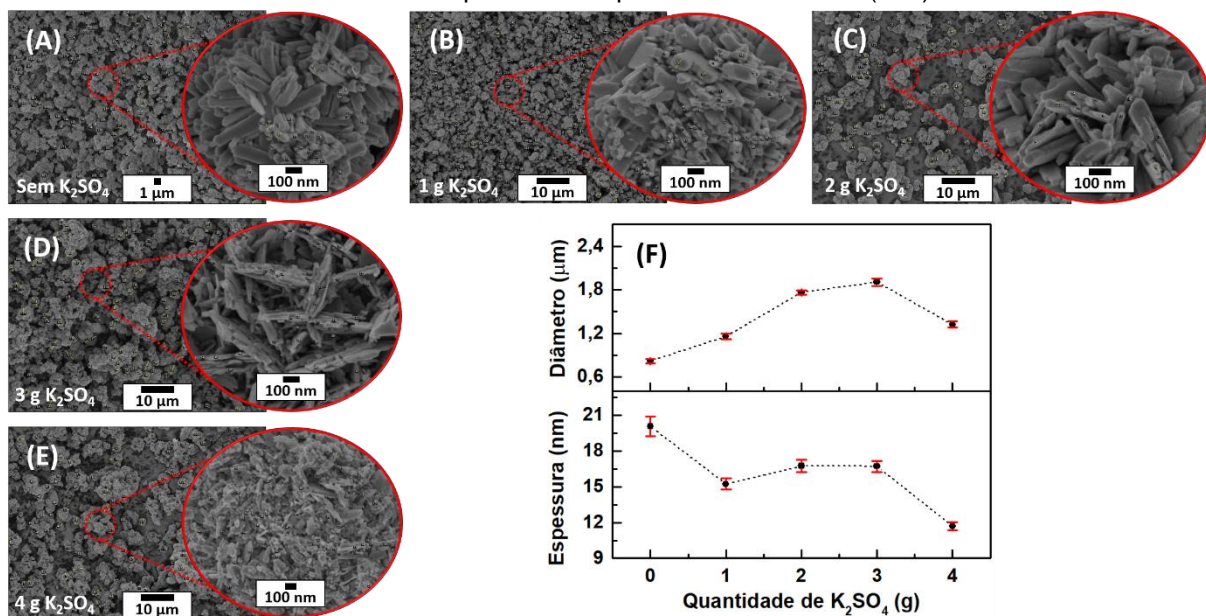 (A)
Sem K₂SO₄
1 µm
100 nm
(B)
1 g K₂SO₄
10 µm
100 nm
(C)
2 g K₂SO₄
10 µm
100 nm
(D)
3 g K₂SO₄
10 µm
100 nm
(E)
4 g K₂SO₄
10 µm
100 nm
(F)
Diâmetro (µm)
2,4
1,8
1,2
0,6
Espessura (nm)
21
18
15
12
9
0 1 2 3 4
Quantidade de K₂SO₄ (g)